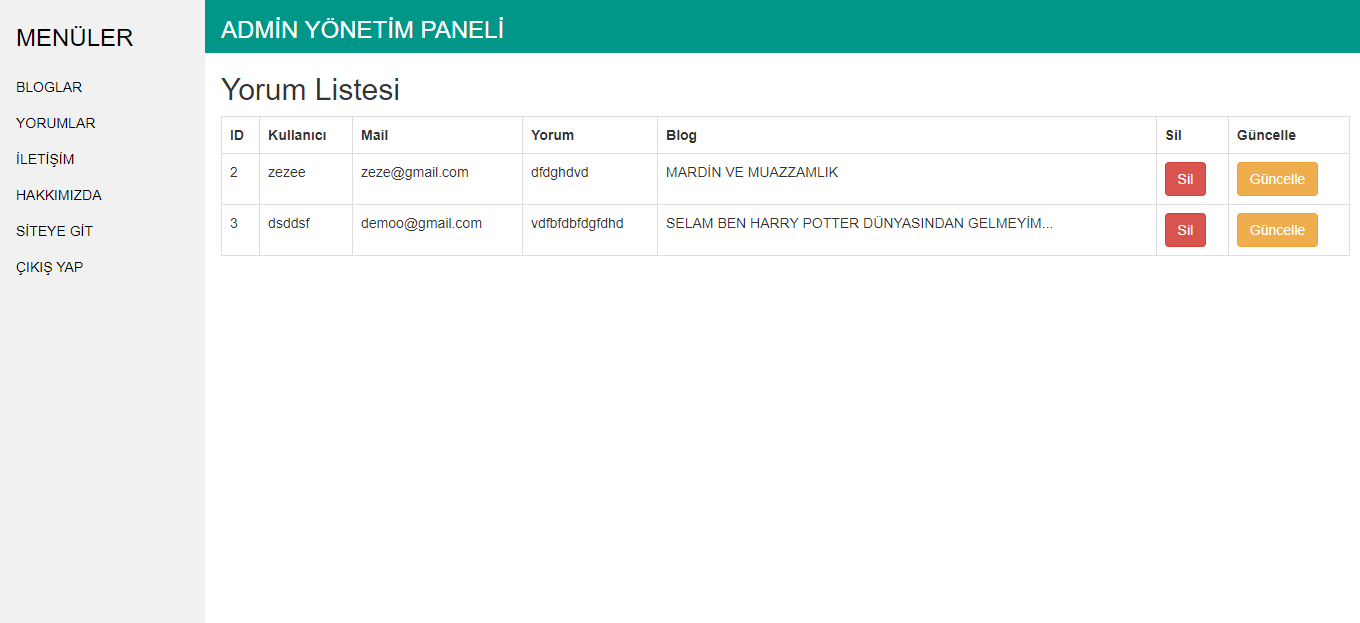 MENÜLER
BLOGLAR
YORUMLAR
İLETİŞİM
HAKKIMIZDA
SİTEYE GİT
ÇIKIŞ YAP
ADMİN YÖNETİM PANELİ
Yorum Listesi
ID Kullanıcı Mail Yorum Blog Sil Güncelle
2 zezee zeze@gmail.com dfdghdvd MARDİN VE MUAZZAMLIK Sil Güncelle
3 dsddsf demoo@gmail.com vdfbfdbfdgfdhd SELAM BEN HARRY POTTER DÜNYASINDAN GELMEYİM... Sil Güncelle